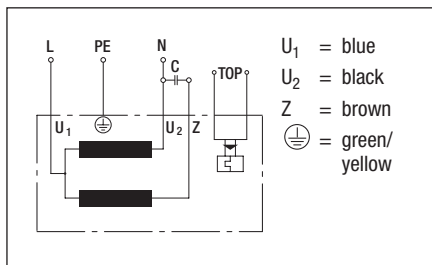 L PE N
C
TOP
U1 U2 Z
U1 = blue
U2 = black
Z = brown
= green/
yellow